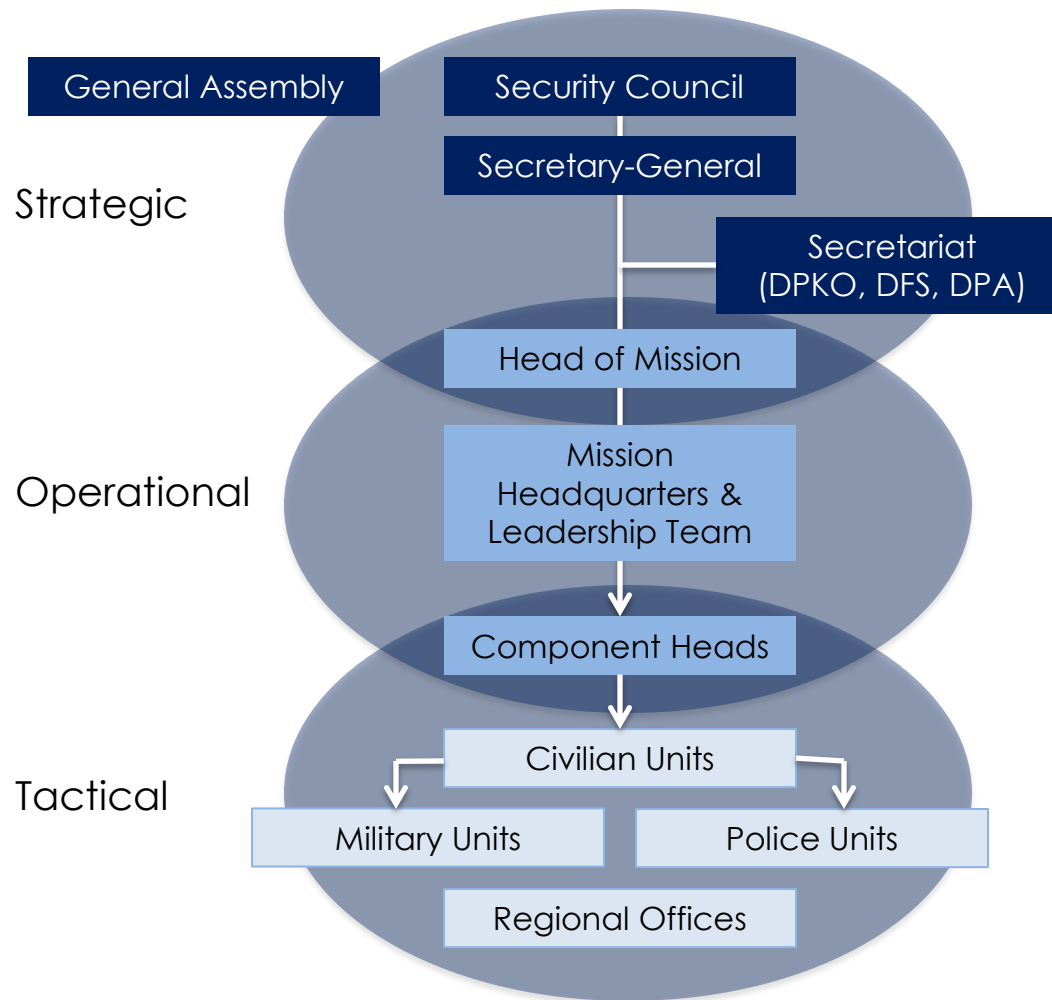 General Assembly
Security Council
Secretary-General
Strategic
Secretariat
(DPKO, DFS, DPA)
Head of Mission
Mission
Headquarters &
Leadership Team
Operational
Component Heads
Civilian Units
Tactical
Military Units
Police Units
Regional Offices